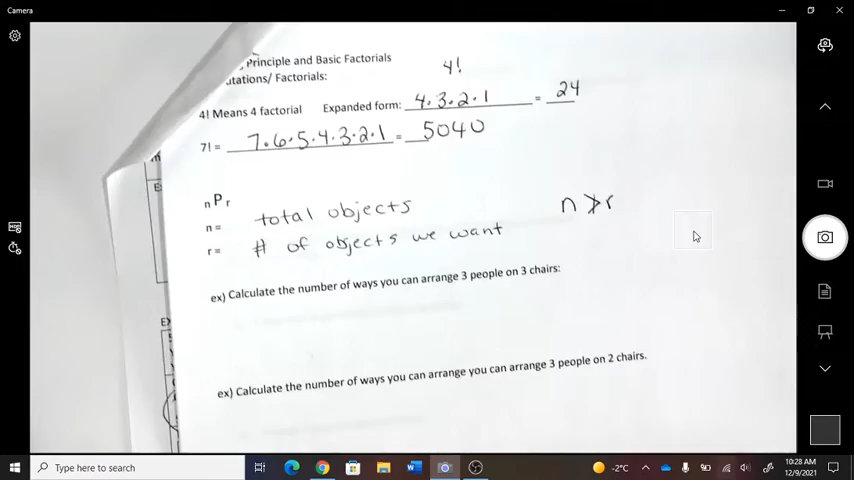 Camera
Principle and Basic Factorials
utations/ Factorials:
4!
4! Means 4 factorial Expanded form: 4.3.2.1 = 24
7! = 7.6.5.4.3.2.1 = 5040
n P r
n = total objects n ≯ r
r = # of objects we want
ex) Calculate the number of ways you can arrange 3 people on 3 chairs:
ex) Calculate the number of ways you can arrange you can arrange 3 people on 2 chairs.
Type here to search
-2°C
10:28 AM
12/9/2021